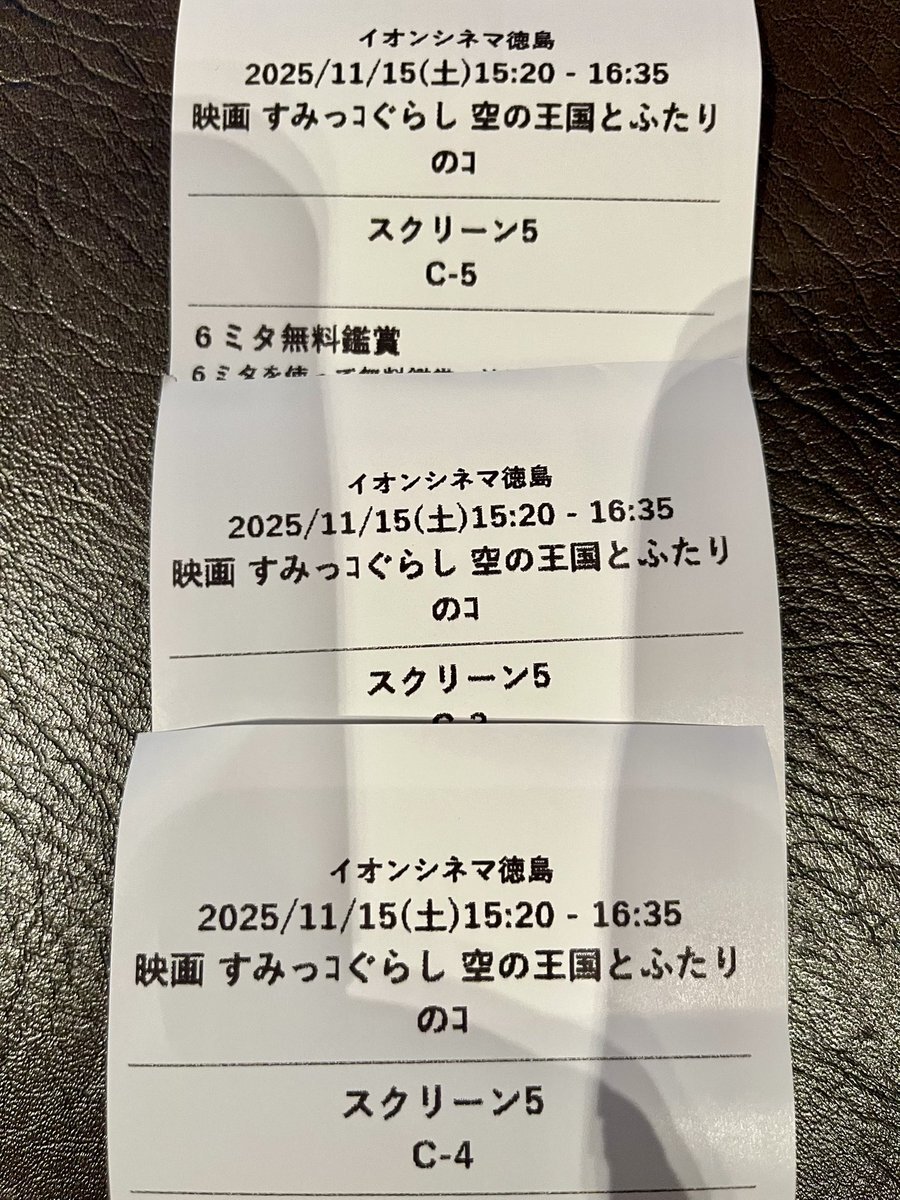 イオンシネマ徳島
2025/11/15(土)15:20 - 16:35
映画 すみっコぐらし 空の王国とふたり
のコ
スクリーン5
C-5
6ミタ無料鑑賞
イオンシネマ徳島
2025/11/15(土)15:20 - 16:35
映画 すみっコぐらし 空の王国とふたり
のコ
スクリーン5
イオンシネマ徳島
2025/11/15(土)15:20 - 16:35
映画 すみっコぐらし 空の王国とふたり
のコ
スクリーン5
C-4